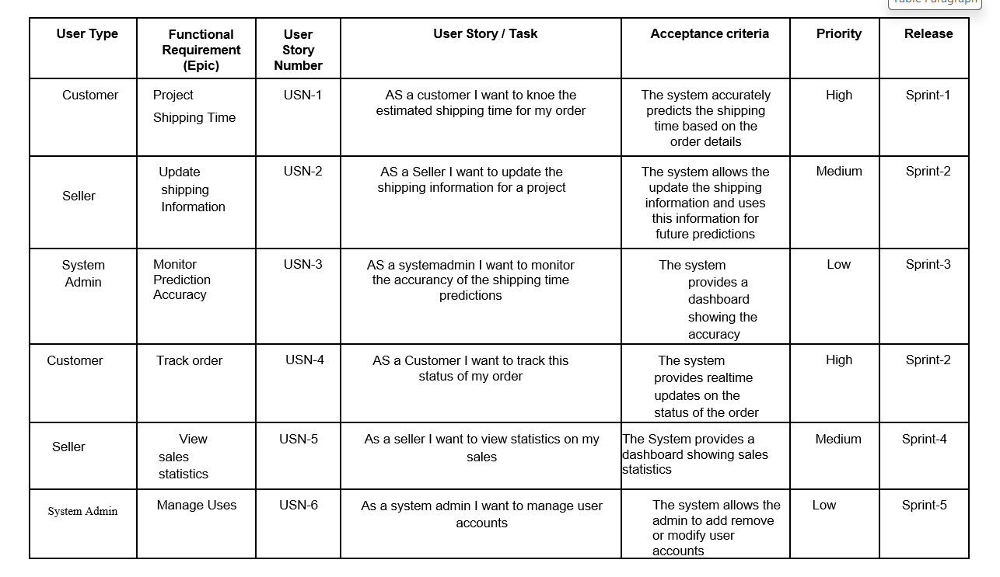 Table Paragraph
User Type
Functional
Requirement
(Epic)
User
Story
Number
User Story / Task
Acceptance criteria
Priority
Release
Customer
Project
Shipping Time
USN-1
AS a customer I want to knoe the
estimated shipping time for my order
The system accurately
predicts the shipping
time based on the
order details
High
Sprint-1
Seller
Update
shipping
Information
USN-2
AS a Seller I want to update the
shipping information for a project
The system allows the
update the shipping
information and uses
this information for
future predictions
Medium
Sprint-2
System
Admin
Monitor
Prediction
Accuracy
USN-3
AS a systemadmin I want to monitor
the accurancy of the shipping time
predictions
The system
provides a
dashboard
showing the
accuracy
Low
Sprint-3
Customer
Track order
USN-4
AS a Customer I want to track this
status of my order
The system
provides realtime
updates on the
status of the order
High
Sprint-2
Seller
View
sales
statistics
USN-5
As a seller I want to view statistics on my
sales
The System provides a
dashboard showing sales
statistics
Medium
Sprint-4
System Admin
Manage Uses
USN-6
As a system admin I want to manage user
accounts
The system allows the
admin to add remove
or modify user
accounts
Low
Sprint-5